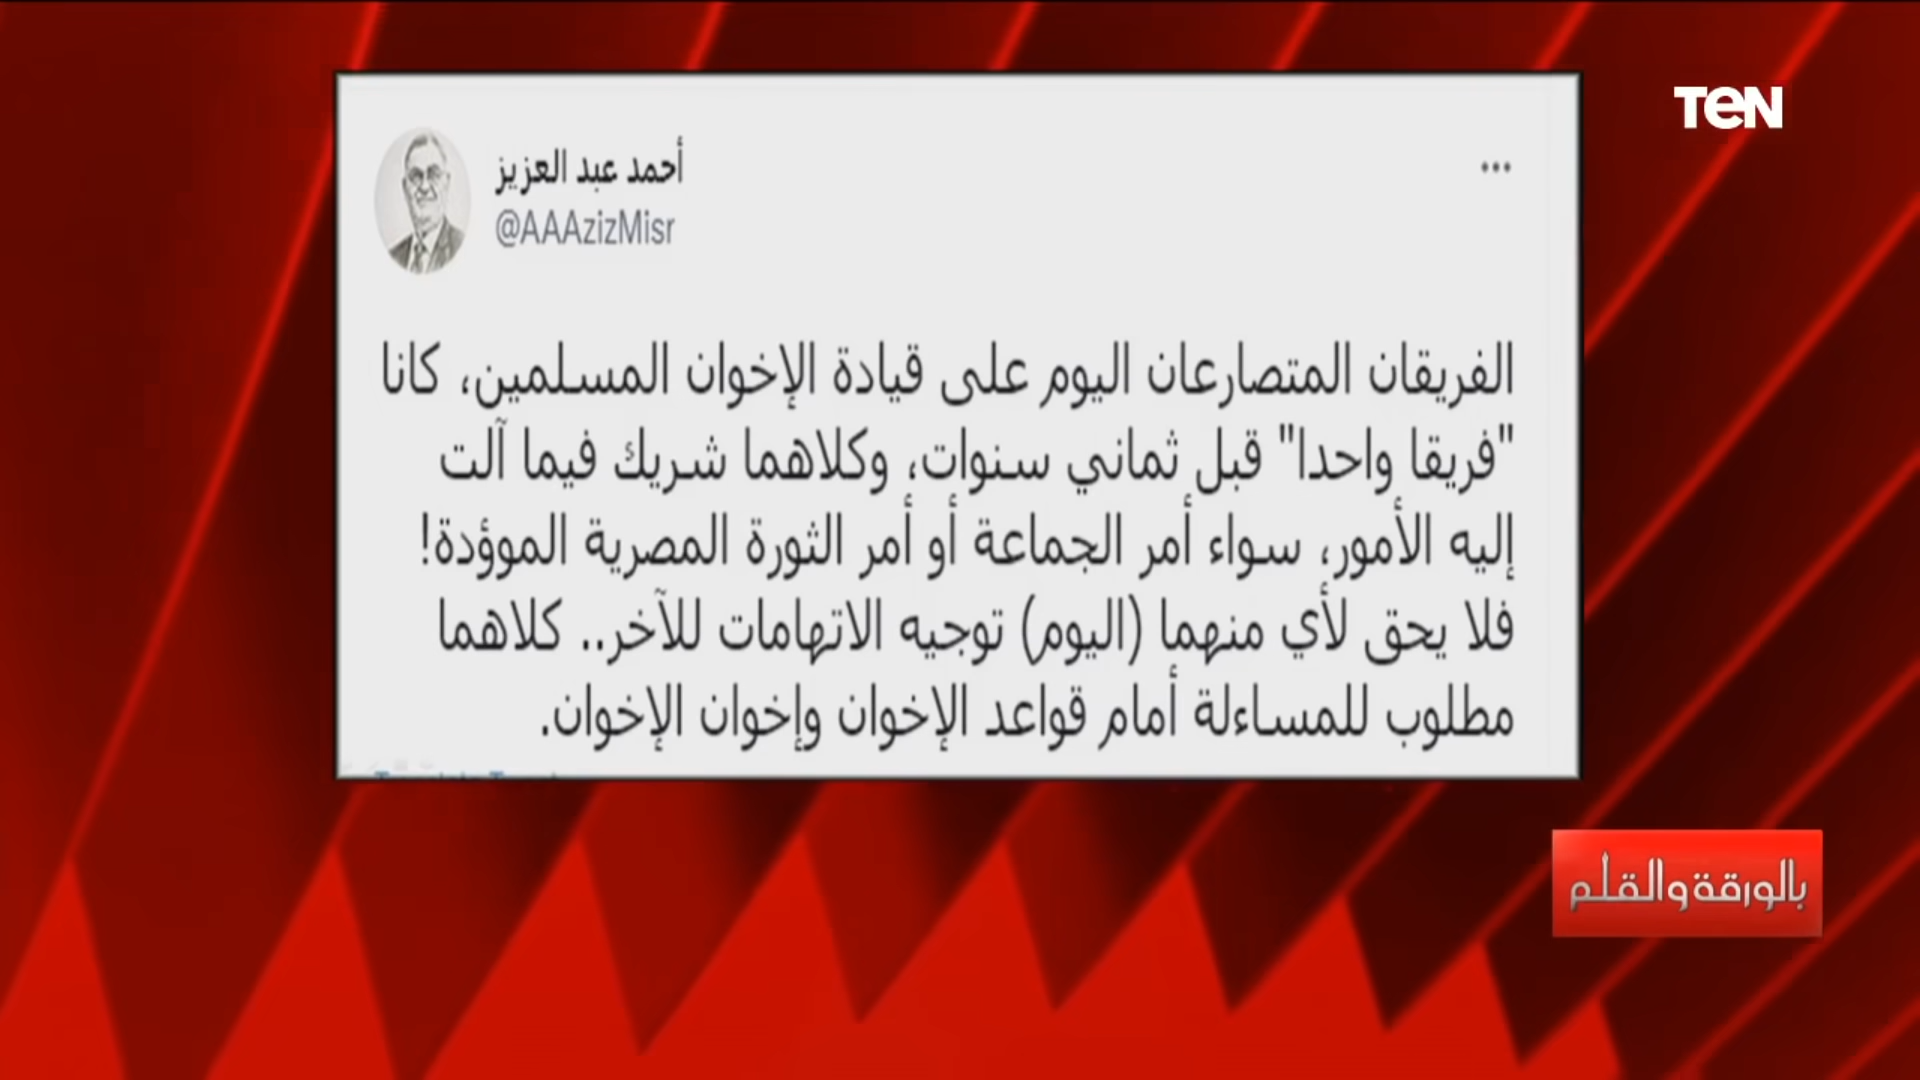 TeN
أحمد عبد العزيز
@AAAzizMisr
الفريقان المتصارعان اليوم على قيادة الإخوان المسلمين، كانا
"فريقا واحدا" قبل ثماني سنوات، وكلاهما شريك فيما آلت
إليه الأمور، سواء أمر الجماعة أو أمر الثورة المصرية الموؤدة!
فلا يحق لأي منهما (اليوم) توجيه الاتهامات للآخر.. كلاهما
مطلوب للمساءلة أمام قواعد الإخوان وإخوان الإخوان.
بالورقة والقلم